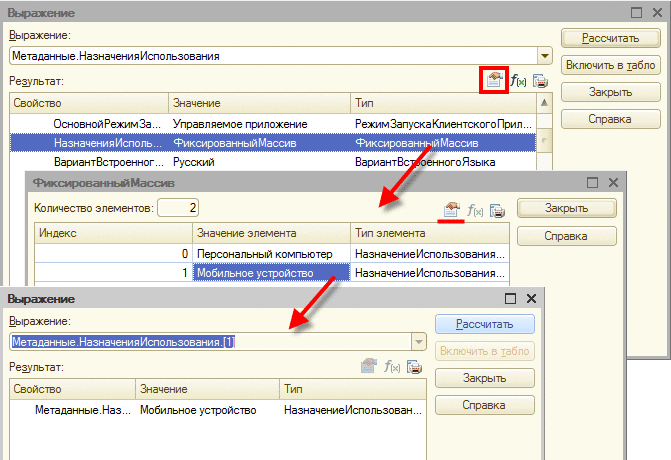 Выражение
Выражение:
Метаданные.НазначенияИспользования
Рассчитать
Результат:
f(x)
Включить в табло
Свойство Значение Тип
Закрыть
ОсновнойРежимЗа... Управляемое приложение РежимЗапускаКлиентскогоПрил...
Справка
НазначенияИсполь... ФиксированныйМассив ФиксированныйМассив
ВариантВстроенног... Русский ВариантВстроенногоЯзыка
ФиксированныйМассив
Количество элементов: 2
f(x)
Закрыть
Индекс Значение элемента Тип элемента
Справка
0 Персональный компьютер НазначениеИспользования...
1 Мобильное устройство НазначениеИспользования...
Выражение
Выражение:
Метаданные.НазначенияИспользования.[1]
Рассчитать
Включить в табло
Результат:
f(x)
Закрыть
Свойство Значение Тип
Справка
Метаданные.Наз... Мобильное устройство НазначениеИспользован...